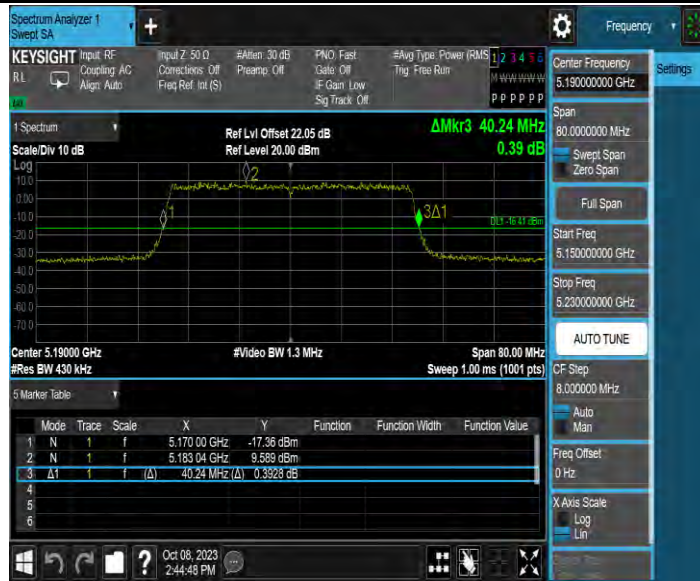 Spectrum Analyzer 1
Swept SA
+
Frequency
KEYSIGHT Input: RF Input Z: 50 Ω #Atten: 30 dB PNO: Fast #Avg Type: Power (RMS 1 2 3 4 5 6
RL Coupling: AC Corrections: Off Preamp: Off Gate: Off Trig: Free Run M W W W W W
Align: Auto Freq Ref: Int (S) IF Gain: Low
Sig Track: Off P P P P P P
1 Spectrum
Scale/Div 10 dB
Ref Lvl Offset 22.05 dB
Ref Level 20.00 dBm
ΔMkr3 40.24 MHz
0.39 dB
Log
10.0
0.00
-10.0
-20.0
-30.0
-40.0
-50.0
-60.0
-70.0
2
1
3Δ1
DL1 -16.41 dBm
Center 5.19000 GHz #Video BW 1.3 MHz Span 80.00 MHz
#Res BW 430 kHz Sweep 1.00 ms (1001 pts)
5 Marker Table
Mode Trace Scale X Y Function Function Width Function Value
1 N 1 f 5.170 00 GHz -17.36 dBm
2 N 1 f 5.183 04 GHz 9.589 dBm
3 Δ1 1 f (Δ) 40.24 MHz (Δ) 0.3928 dB
4
5
6
Oct 08, 2023
2:44:48 PM
?
Center Frequency
5.190000000 GHz
Settings
Span
80.0000000 MHz
Swept Span
Zero Span
Full Span
Start Freq
5.150000000 GHz
Stop Freq
5.230000000 GHz
AUTO TUNE
CF Step
8.000000 MHz
Auto
Man
Freq Offset
0 Hz
X Axis Scale
Log
Lin